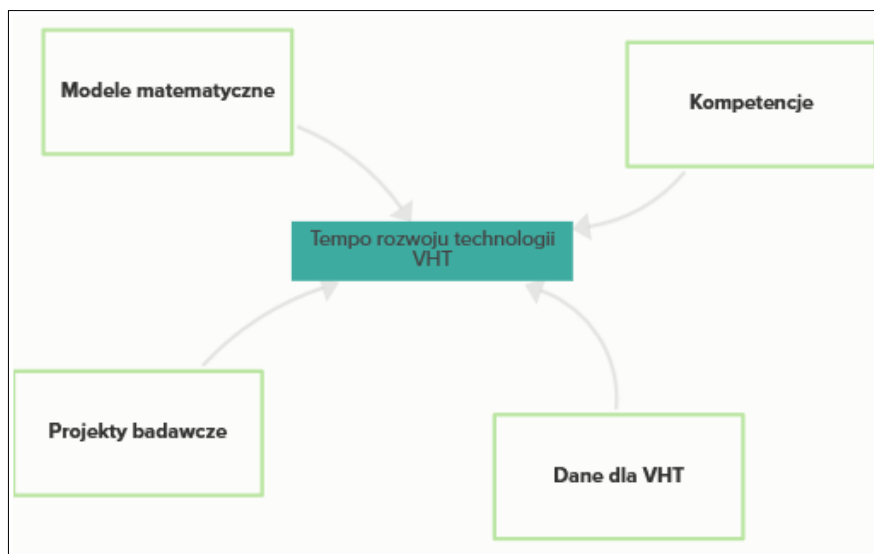 Modele matematyczne
Kompetencje
Tempo rozwoju technologii
VHT
Projekty badawcze
Dane dla VHT